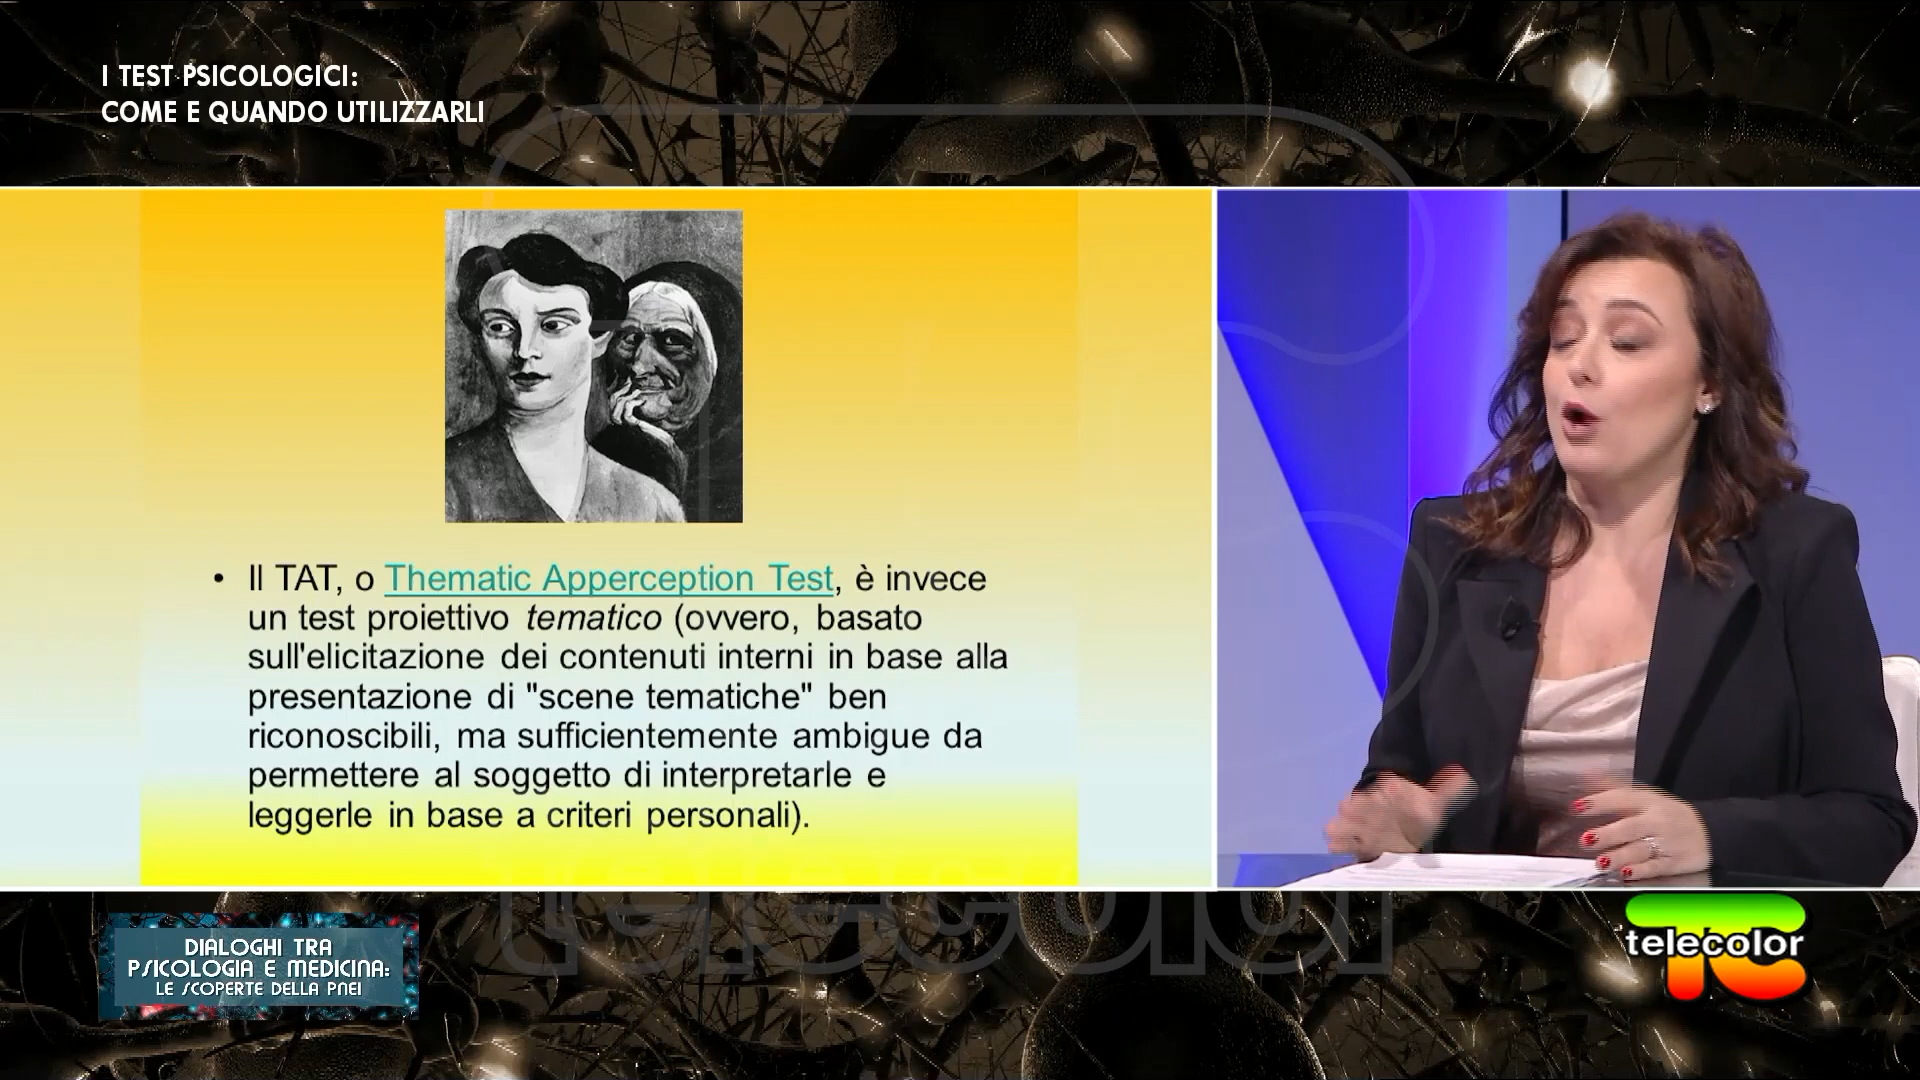 I TEST PSICOLOGICI:
COME E QUANDO UTILIZZARLI
• Il TAT, o Thematic Apperception Test, è invece
un test proiettivo tematico (ovvero, basato
sull'elicitazione dei contenuti interni in base alla
presentazione di "scene tematiche" ben
riconoscibili, ma sufficientemente ambigue da
permettere al soggetto di interpretarle e
leggerle in base a criteri personali).
DIALOGHI TRA
PSICOLOGIA E MEDICINA:
LE SCOPERTE DELLA PNEI
telecolor
telecolor